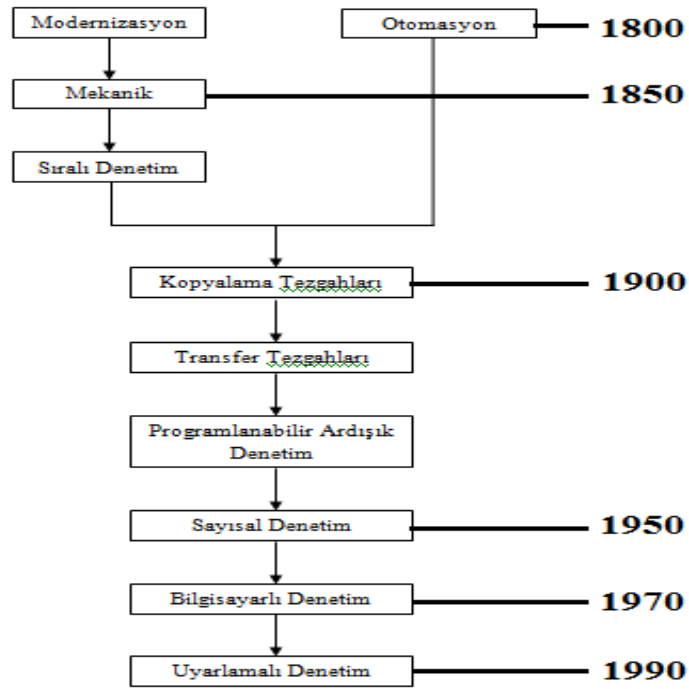 Modernizasyon
Otomasyon
1800
Mekanik
1850
Sıralı Denetim
Kopyalama Tezgahları
1900
Transfer Tezgahları
Programlanabilir Ardışık
Denetim
Sayısal Denetim
1950
Bilgisayarlı Denetim
1970
Uyarlamalı Denetim
1990